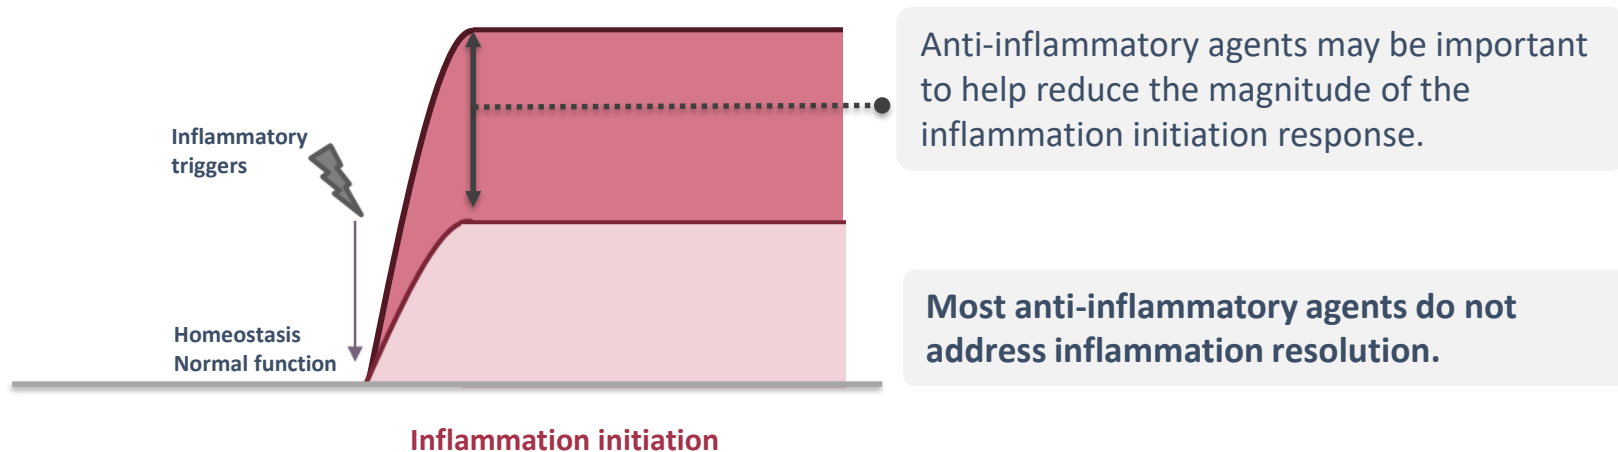 Anti-inflammatory agents may be important
to help reduce the magnitude of the
inflammation initiation response.
Inflammatory
triggers
Most anti-inflammatory agents do not
address inflammation resolution.
Homeostasis
Normal function
Inflammation initiation